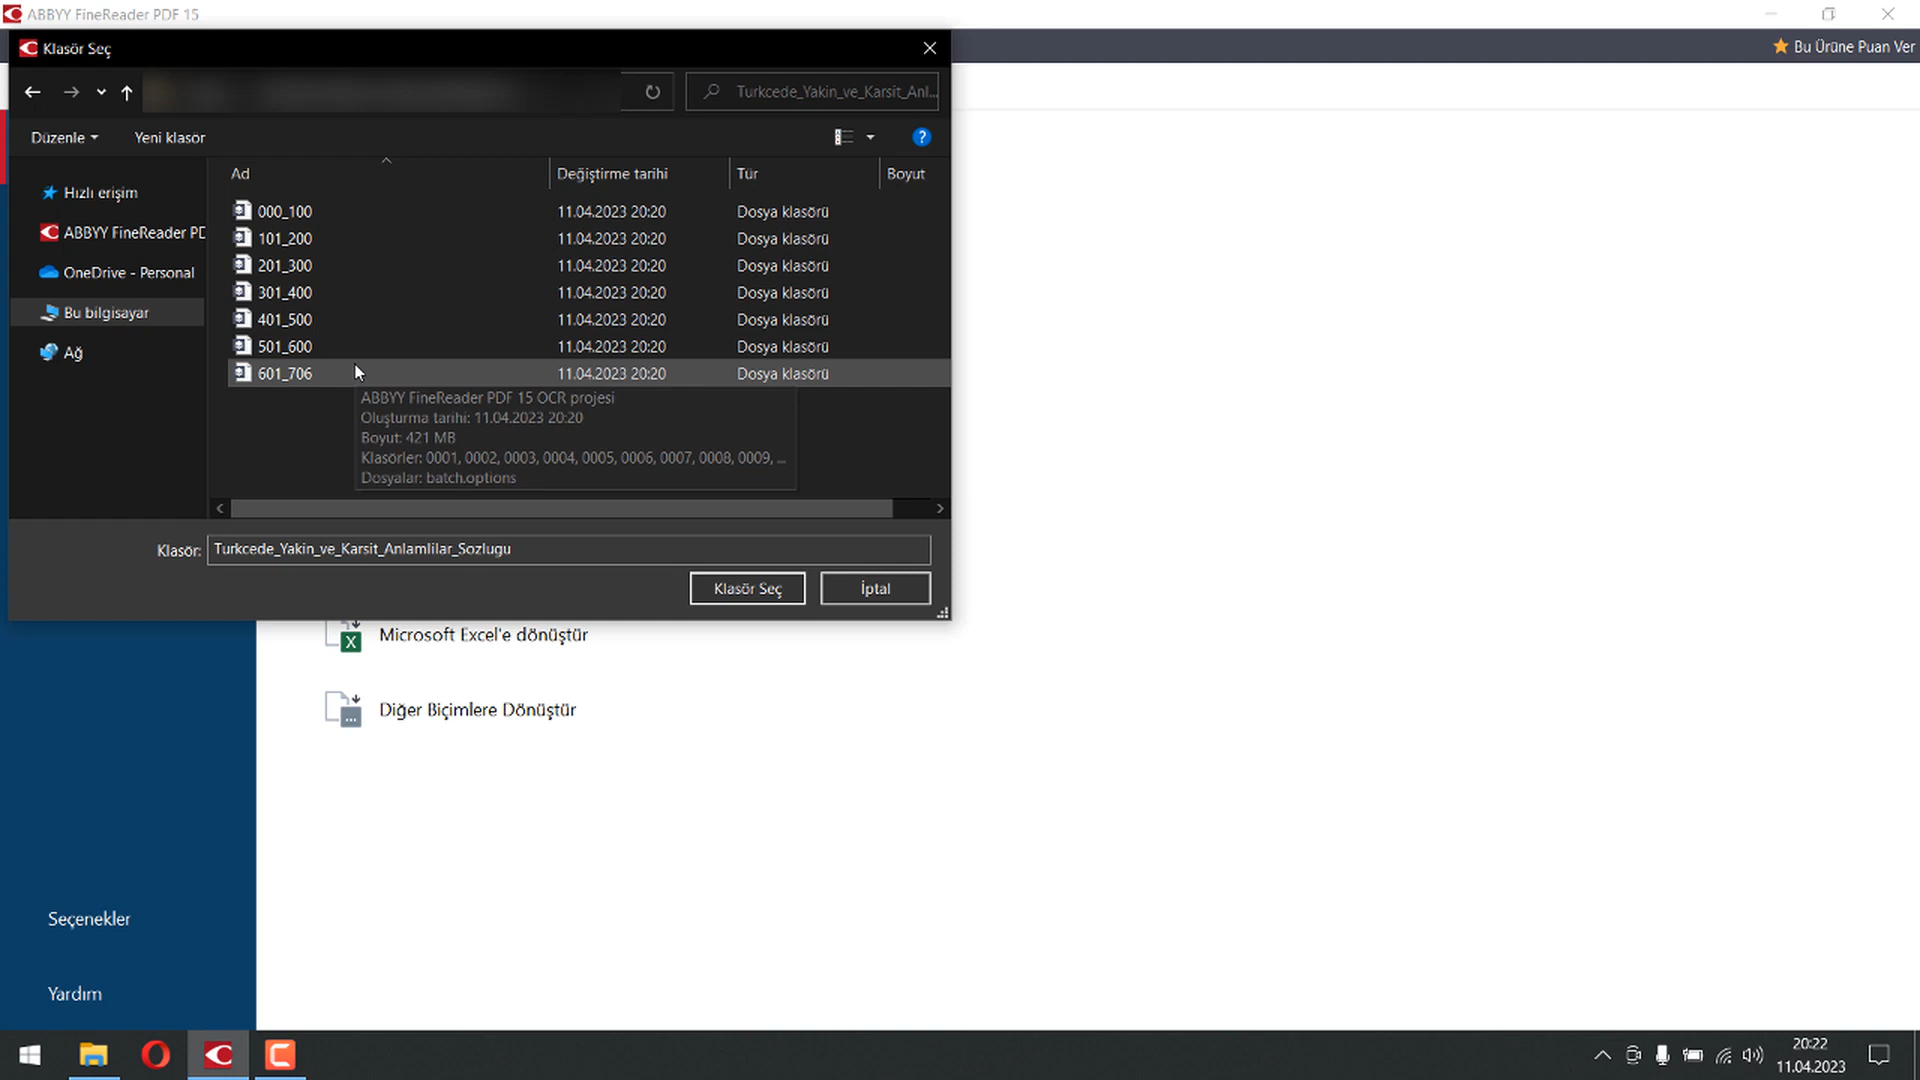 ABBYY FineReader PDF 15
Klasör Seç
Bu Ürüne Puan Ver
Turkcede_Yakin_ve_Karsit_Anl...
Düzenle
Yeni klasör
?
Ad
Değiştirme tarihi
Tür
Boyut
Hızlı erişim
ABBYY FineReader PD
OneDrive - Personal
Bu bilgisayar
Ağ
000_100 11.04.2023 20:20 Dosya klasörü
101_200 11.04.2023 20:20 Dosya klasörü
201_300 11.04.2023 20:20 Dosya klasörü
301_400 11.04.2023 20:20 Dosya klasörü
401_500 11.04.2023 20:20 Dosya klasörü
501_600 11.04.2023 20:20 Dosya klasörü
601_706 11.04.2023 20:20 Dosya klasörü
ABBYY FineReader PDF 15 OCR projesi
Oluşturma tarihi: 11.04.2023 20:20
Boyut: 421 MB
Klasörler: 0001, 0002, 0003, 0004, 0005, 0006, 0007, 0008, 0009, ...
Dosyalar: batch.options
Klasör: Turkcede_Yakin_ve_Karsit_Anlamlilar_Sozlugu
Klasör Seç
İptal
Microsoft Excel'e dönüştür
Diğer Biçimlere Dönüştür
Seçenekler
Yardım
20:22
11.04.2023